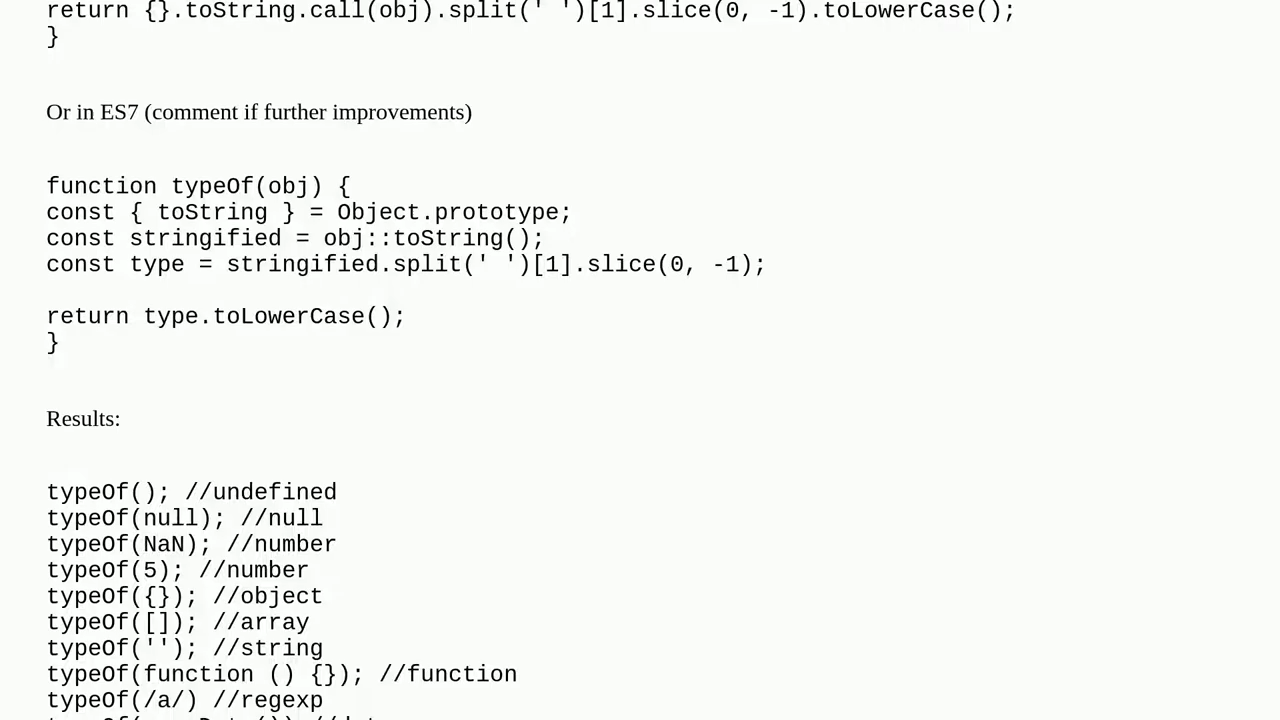 return {}.toString.call(obj).split(' ')[1].slice(0, -1).toLowerCase();
}
Or in ES7 (comment if further improvements)
function typeOf(obj) {
const { toString } = Object.prototype;
const stringified = obj::toString();
const type = stringified.split(' ')[1].slice(0, -1);
return type.toLowerCase();
}
Results:
typeOf(); //undefined
typeOf(null); //null
typeOf(NaN); //number
typeOf(5); //number
typeOf({}); //object
typeOf([]); //array
typeOf(''); //string
typeOf(function () {}); //function
typeOf(/a/) //regexp